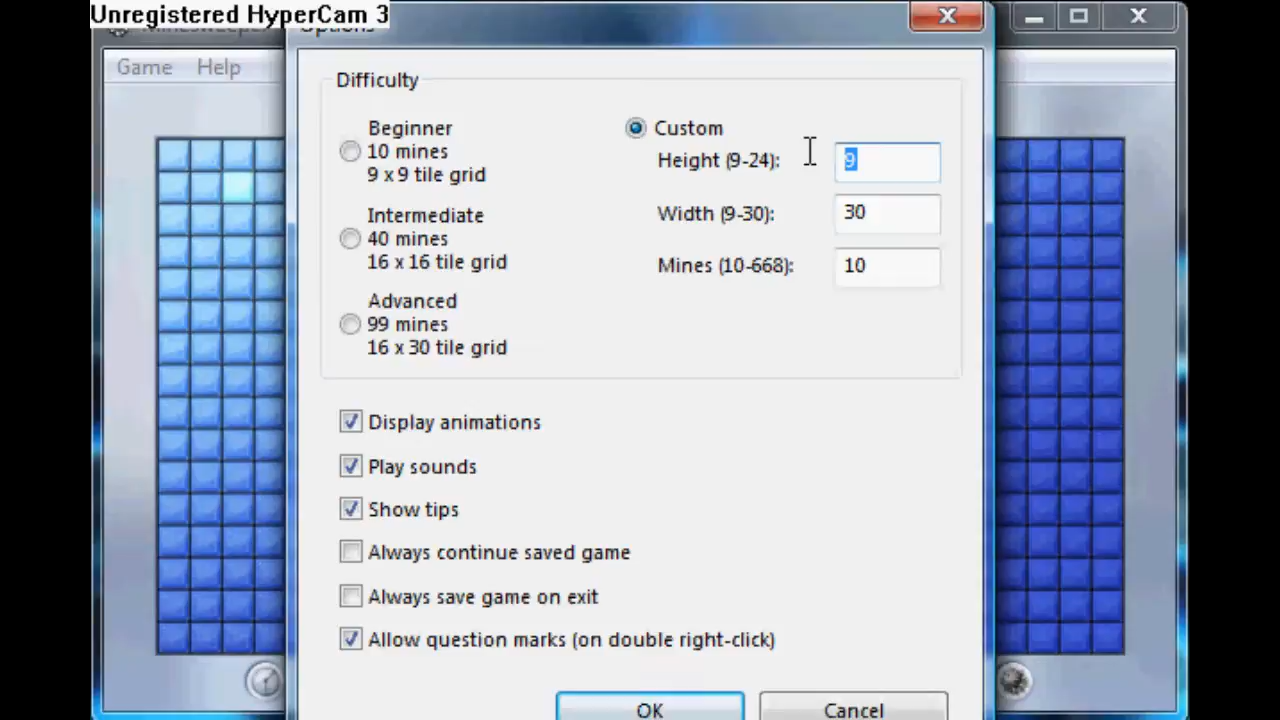 Unregistered HyperCam 3
Minesweeper
Options
Game Help
Difficulty
Beginner
10 mines
9 x 9 tile grid
Intermediate
40 mines
16 x 16 tile grid
Advanced
99 mines
16 x 30 tile grid
Custom
Height (9-24): 9
Width (9-30): 30
Mines (10-668): 10
Display animations
Play sounds
Show tips
Always continue saved game
Always save game on exit
Allow question marks (on double right-click)
OK
Cancel